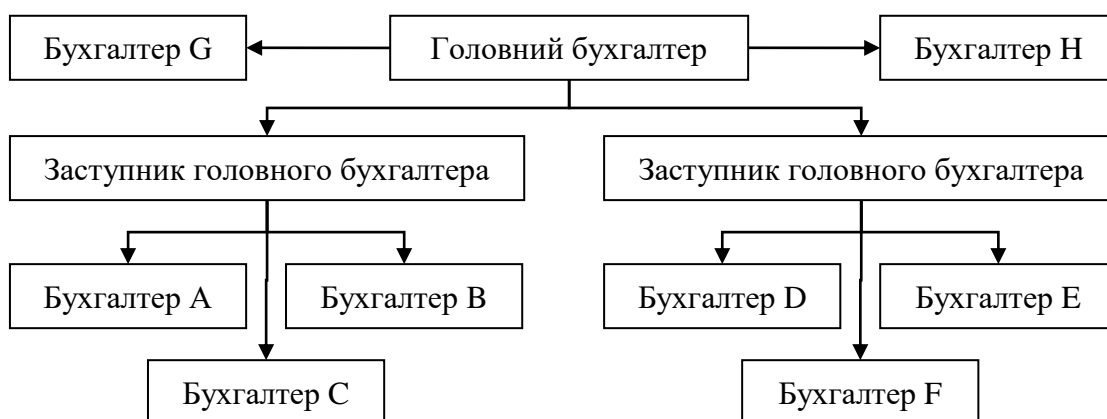 Бухгалтер G
Головний бухгалтер
Бухгалтер H
Заступник головного бухгалтера
Заступник головного бухгалтера
Бухгалтер A
Бухгалтер B
Бухгалтер D
Бухгалтер E
Бухгалтер C
Бухгалтер F